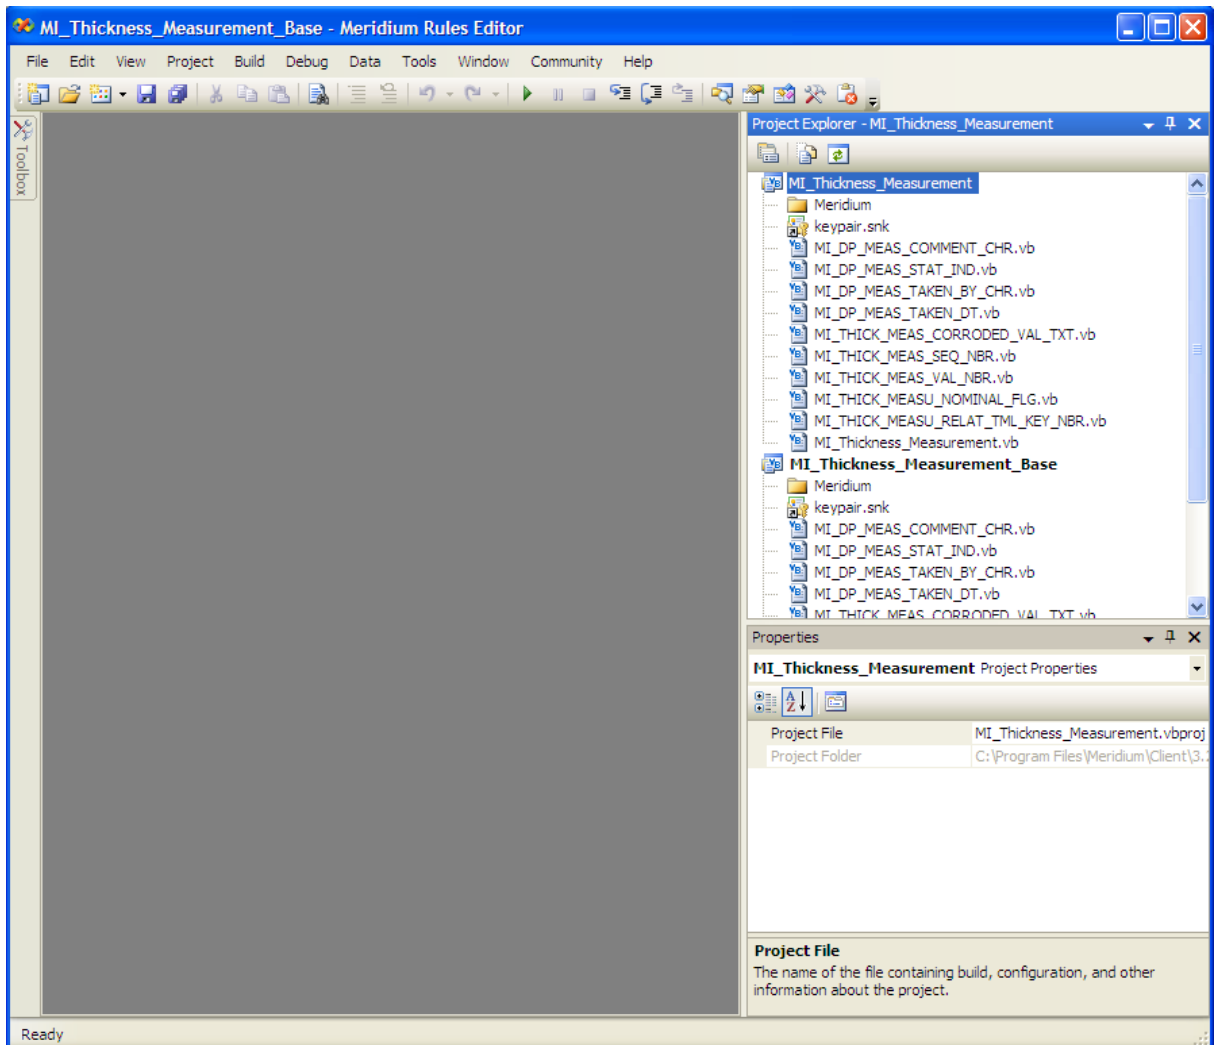 MI_Thickness_Measurement_Base - Meridium Rules Editor
File Edit View Project Build Debug Data Tools Window Community Help
Toolbox
Project Explorer - MI_Thickness_Measurement
MI_Thickness_Measurement
Meridium
keypair.snk
MI_DP_MEAS_COMMENT_CHR.vb
MI_DP_MEAS_STAT_IND.vb
MI_DP_MEAS_TAKEN_BY_CHR.vb
MI_DP_MEAS_TAKEN_DT.vb
MI_THICK_MEAS_CORRODED_VAL_TXT.vb
MI_THICK_MEAS_SEQ_NBR.vb
MI_THICK_MEAS_VAL_NBR.vb
MI_THICK_MEASU_NOMINAL_FLG.vb
MI_THICK_MEASU_RELAT_TML_KEY_NBR.vb
MI_Thickness_Measurement.vb
MI_Thickness_Measurement_Base
Meridium
keypair.snk
MI_DP_MEAS_COMMENT_CHR.vb
MI_DP_MEAS_STAT_IND.vb
MI_DP_MEAS_TAKEN_BY_CHR.vb
MI_DP_MEAS_TAKEN_DT.vb
MI_THICK_MEAS_CORRODED_VAL_TXT.vb
Properties
MI_Thickness_Measurement Project Properties
Project File MI_Thickness_Measurement.vbproj
Project Folder C:\Program Files\Meridium\Client\3.
Project File
The name of the file containing build, configuration, and other
information about the project.
Ready